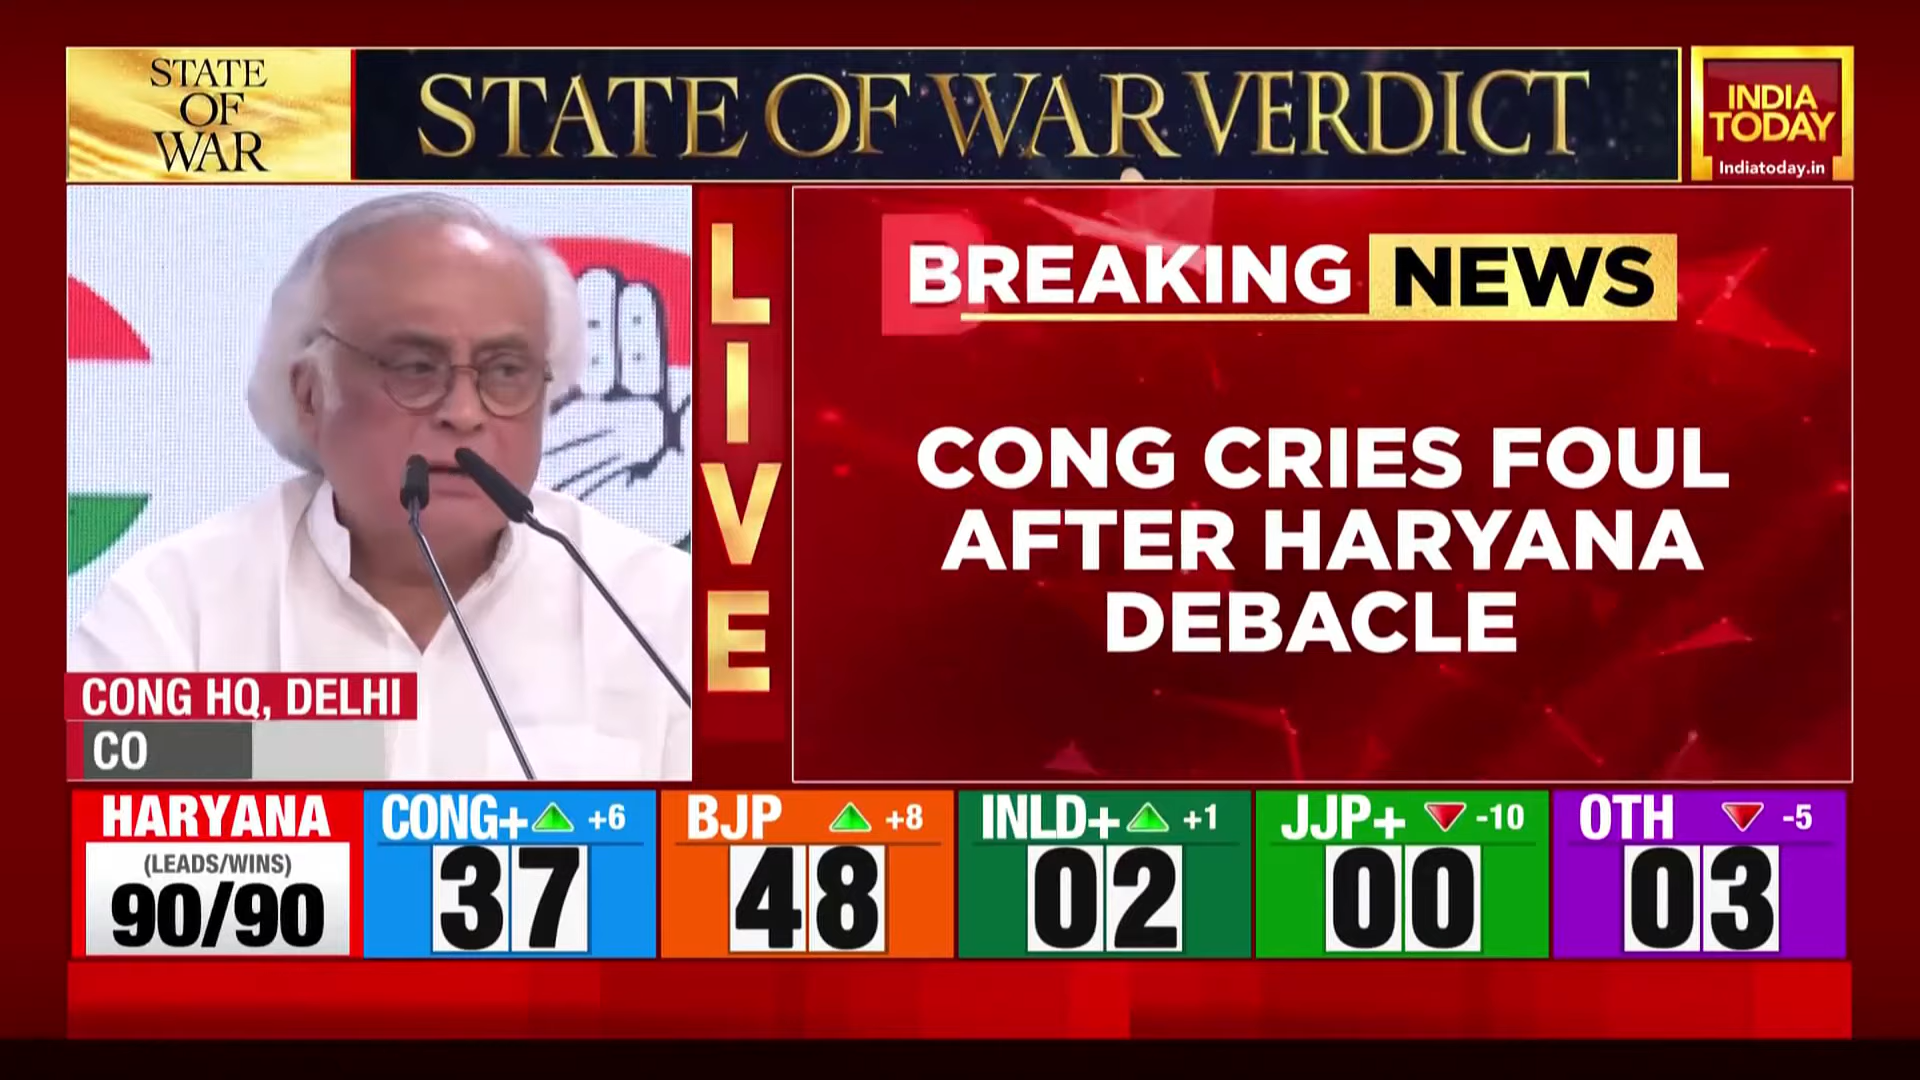 STATE
OF
WAR
STATE OF WAR VERDICT
INDIA
TODAY
Indiatoday.in
LIVE
BREAKING NEWS
CONG CRIES FOUL
AFTER HARYANA
DEBACLE
CONG HQ, DELHI
CO
HARYANA
(LEADS/WINS)
90/90
CONG+ +6
37
BJP +8
48
INLD+ +1
02
JJP+ -10
00
OTH -5
03